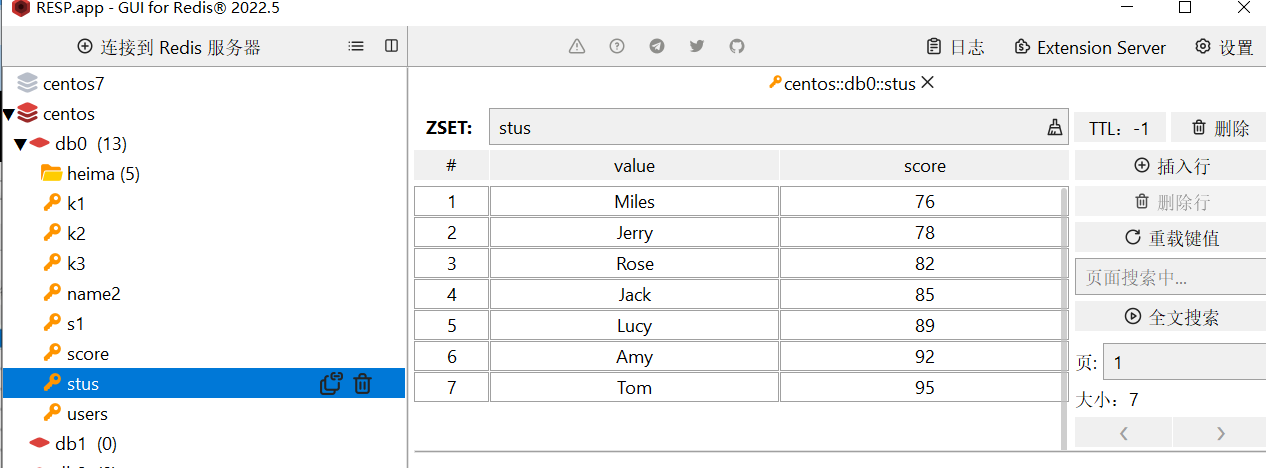 RESP.app - GUI for Redis® 2022.5
连接到 Redis 服务器
日志 Extension Server 设置
centos7
centos
db0 (13)
heima (5)
k1
k2
k3
name2
s1
score
stus
users
db1 (0)
centos::db0::stus
ZSET: stus TTL: -1 删除
# value score
1 Miles 76
2 Jerry 78
3 Rose 82
4 Jack 85
5 Lucy 89
6 Amy 92
7 Tom 95
插入行
删除行
重载键值
页面搜索中...
全文搜索
页: 1
大小: 7